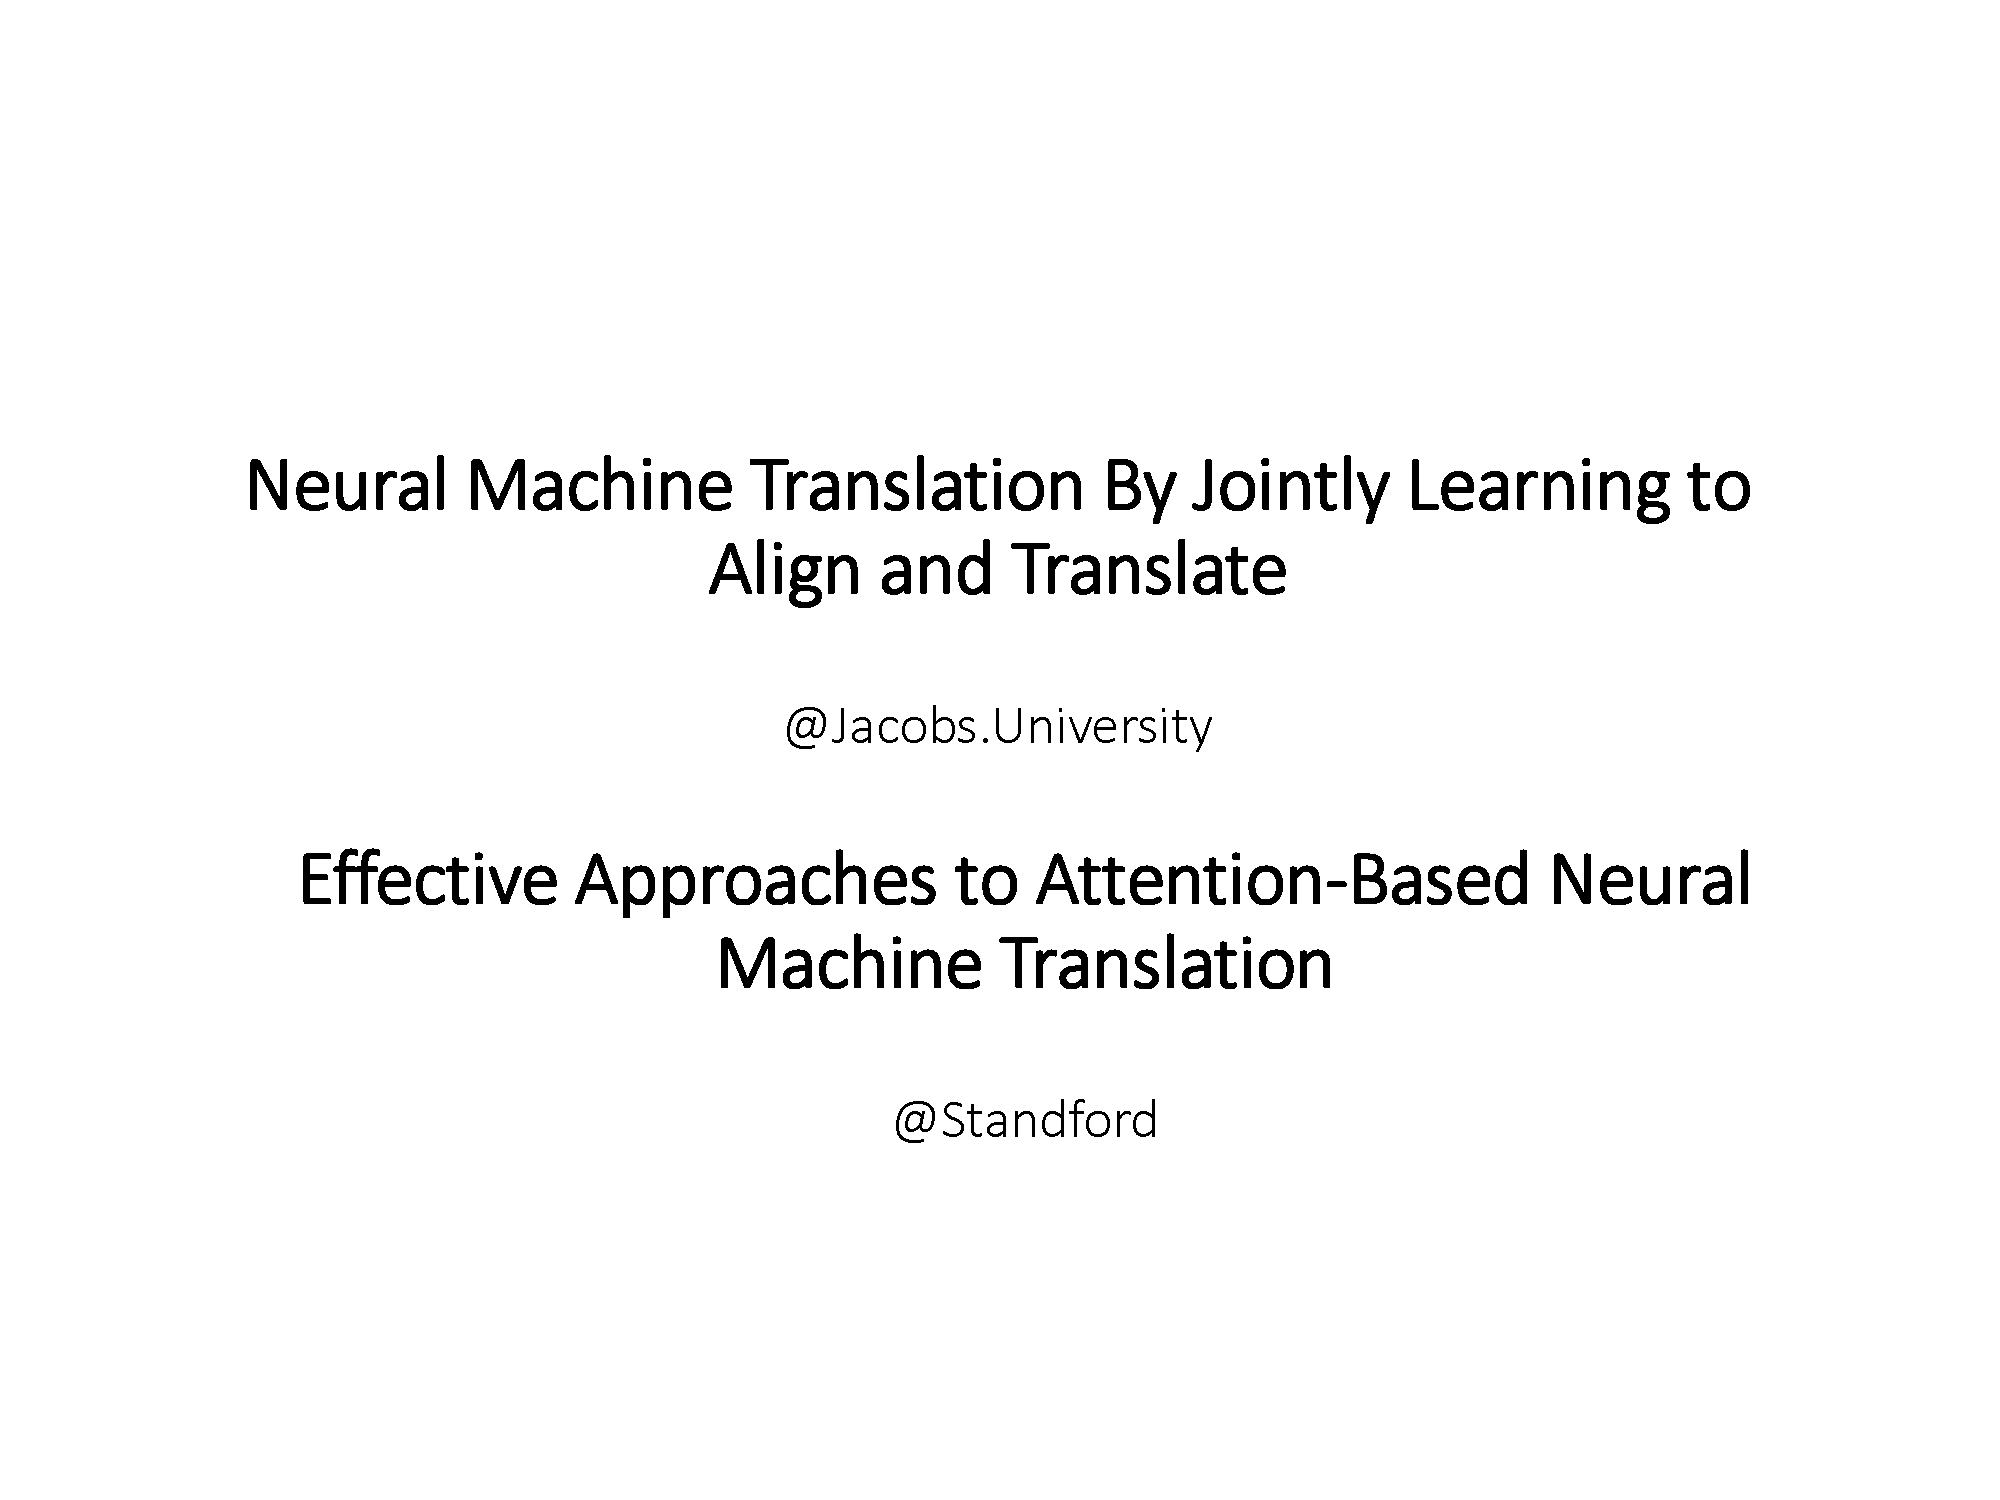 Neural Machine Translation By Jointly Learning to
Align and Translate
@Jacobs.University
Effective Approaches to Attention-Based Neural
Machine Translation
@Standford